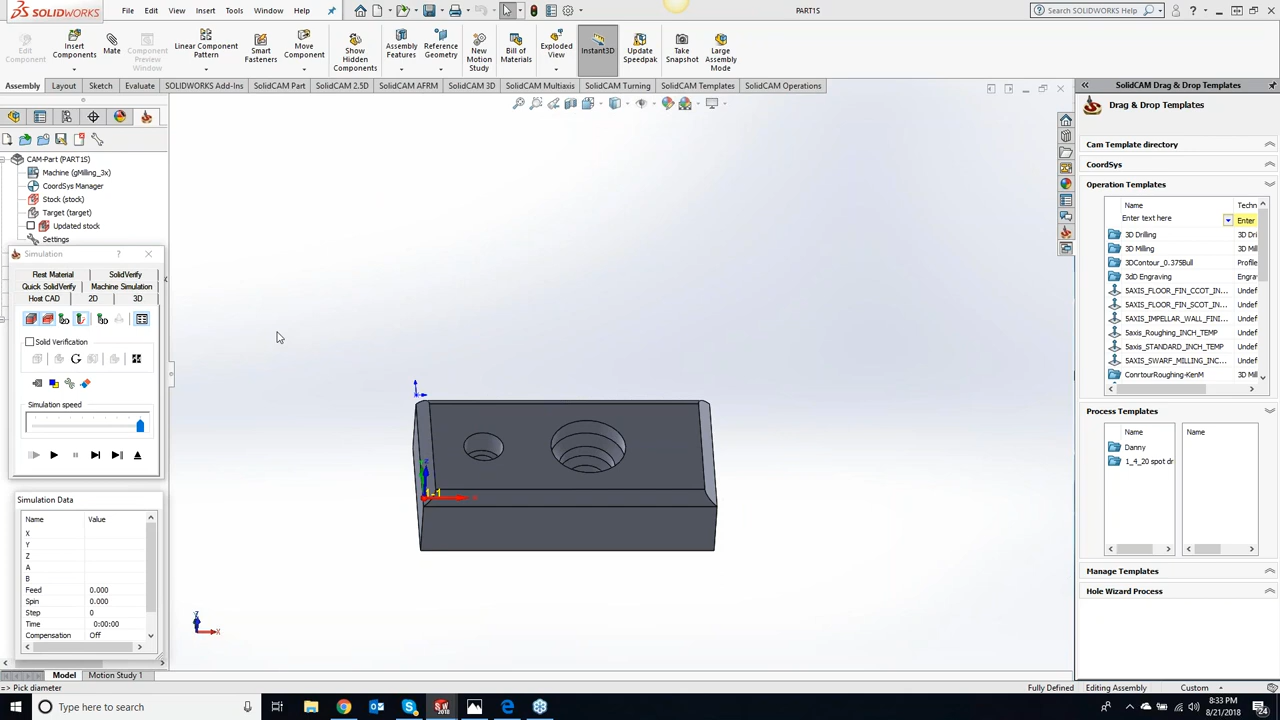 SOLIDWORKS File Edit View Insert Tools Window Help PART1S Search SOLIDWORKS Help
Edit Component
Insert Components
Mate
Component Preview Window
Linear Component Pattern
Smart Fasteners
Move Component
Show Hidden Components
Assembly Features
Reference Geometry
New Motion Study
Bill of Materials
Exploded View
Instant3D
Update Speedpak
Take Snapshot
Large Assembly Mode
Assembly Layout Sketch Evaluate SOLIDWORKS Add-Ins SolidCAM Part SolidCAM 2.5D SolidCAM AFRM SolidCAM 3D SolidCAM Multiaxis SolidCAM Turning SolidCAM Templates SolidCAM Operations
CAM-Part (PART1S)
Machine (gMilling_3x)
CoordSys Manager
Stock (stock)
Target (target)
Updated stock
Settings
Simulation ?
Rest Material SolidVerify
Quick SolidVerify Machine Simulation
Host CAD 2D 3D
Solid Verification
Simulation speed
Simulation Data
Name Value
X
Y
Z
A
B
Feed 0.000
Spin 0.000
Step 0
Time 0:00:00
Compensation Off
Z
1-1
Z
X
SolidCAM Drag & Drop Templates
Drag & Drop Templates
Cam Template directory
CoordSys
Operation Templates
Name Techn
Enter text here Enter
3D Drilling 3D Dri
3D Milling 3D Mil
3DContour_0.375Bull Profile
3dD Engraving Engra
5AXIS_FLOOR_FIN_CCOT_IN... Undef
5AXIS_FLOOR_FIN_SCOT_IN... Undef
5AXIS_IMPELLAR_WALL_FINI... Undef
5axis_Roughing_INCH_TEMP Undef
5axis_STANDARD_INCH_TEMP Undef
5AXIS_SWARF_MILLING_INC... Undef
ConrtourRoughing-KenM 3D Mil
Process Templates
Name Name
Danny
1_4_20 spot dr
Manage Templates
Hole Wizard Process
Model Motion Study 1
=> Pick diameter Fully Defined Editing Assembly Custom
Type here to search
8:33 PM
8/21/2018
24